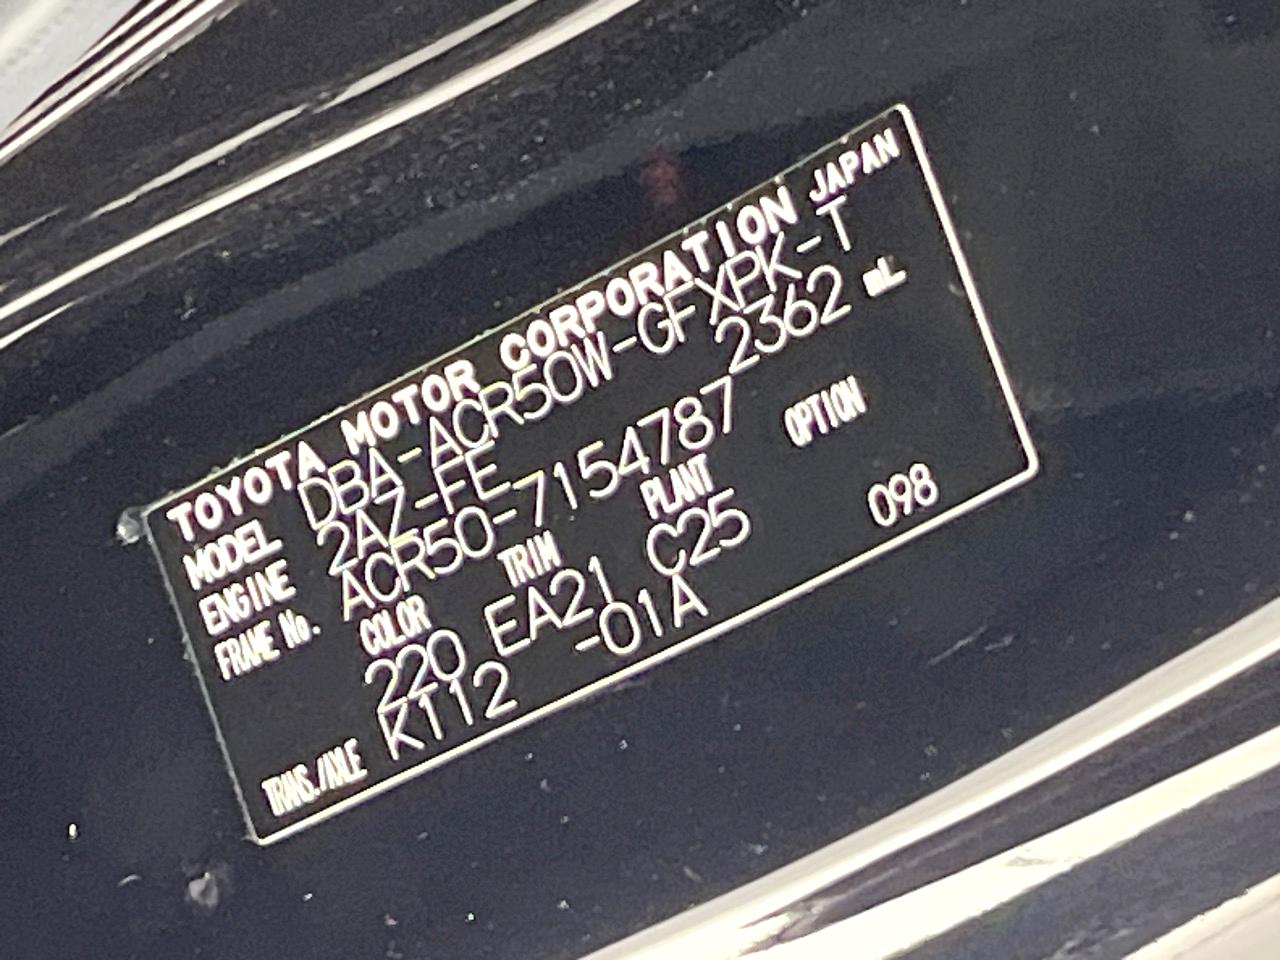 TOYOTA MOTOR CORPORATION JAPAN
MODEL DBA-ACR50W-GFXPK-T
ENGINE 2AZ-FE 2362 mL
FRAME No. ACR50-7154787
COLOR TRIM PLANT OPTION
220 EA21 C25 098
TRANS./AXLE K112 -01A